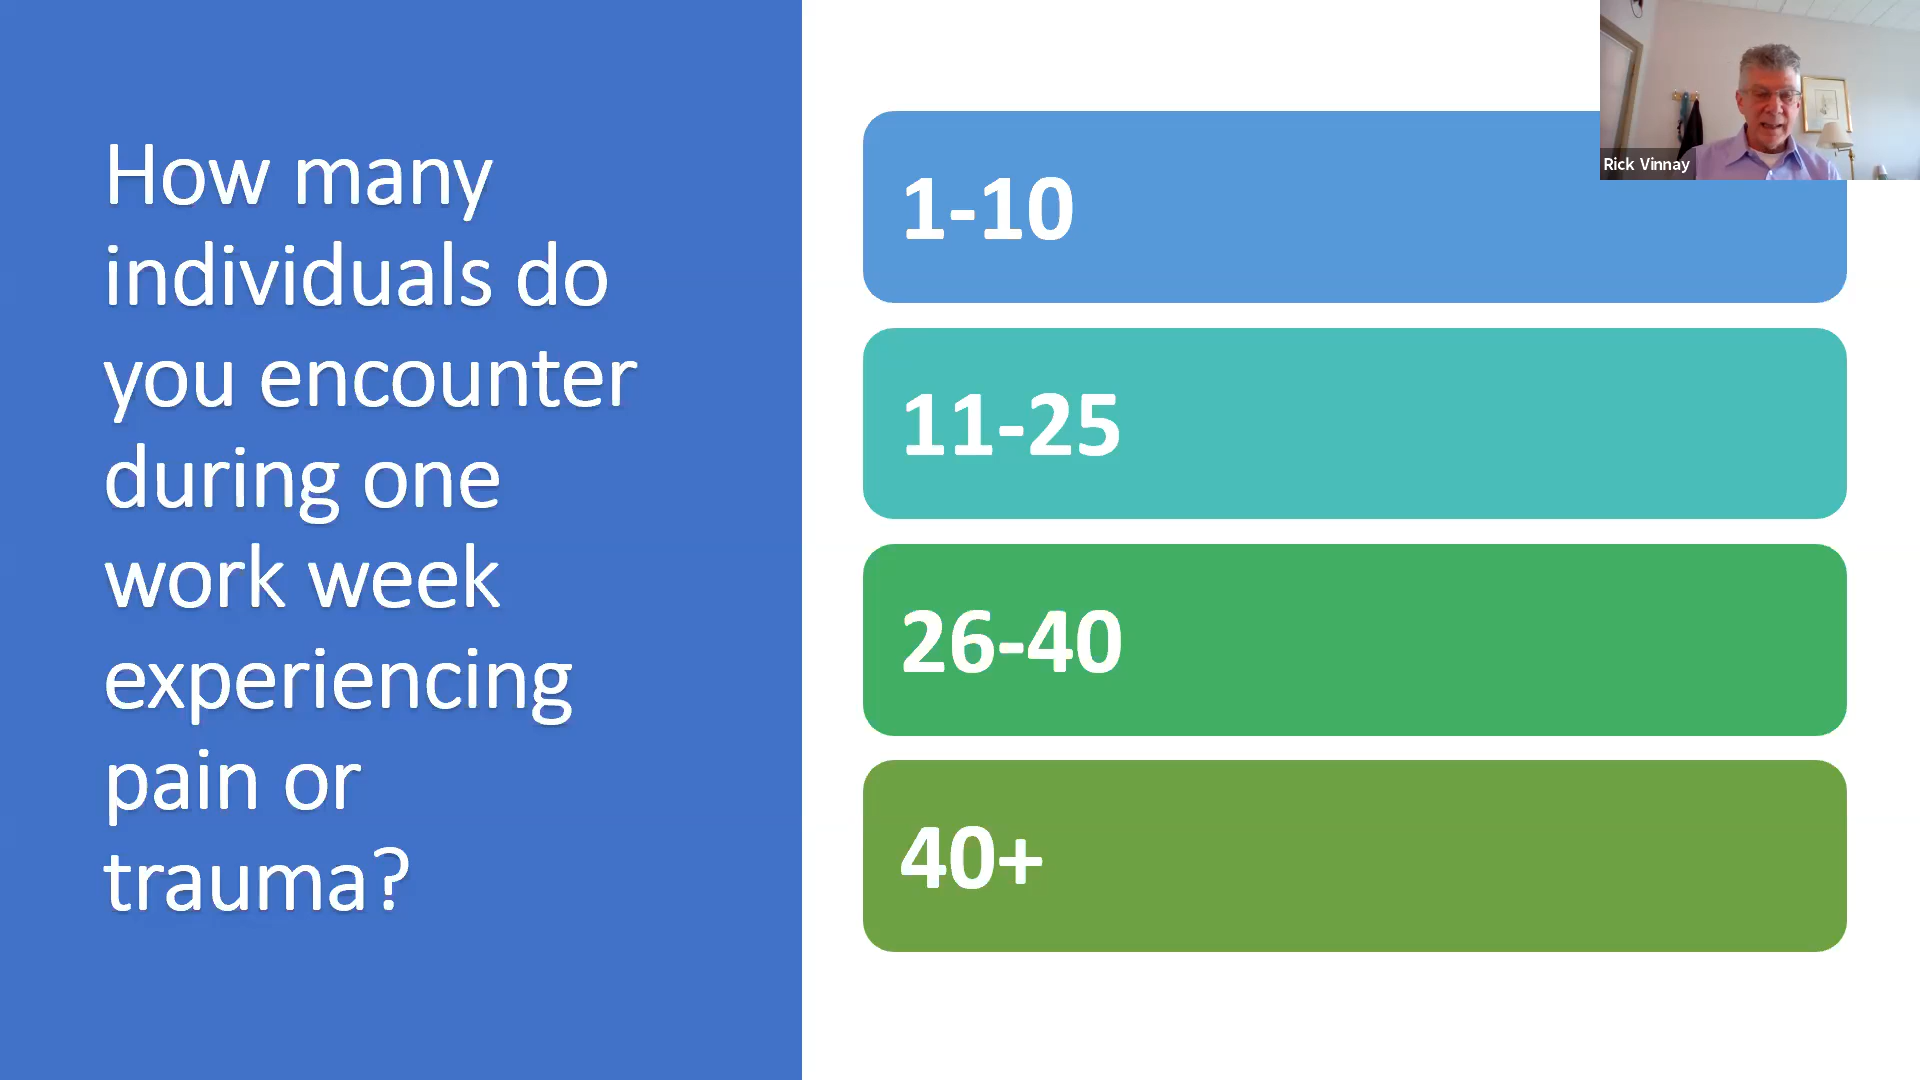 How many
individuals do
you encounter
during one
work week
experiencing
pain or
trauma?
1-10
11-25
26-40
40+
Rick Vinnay